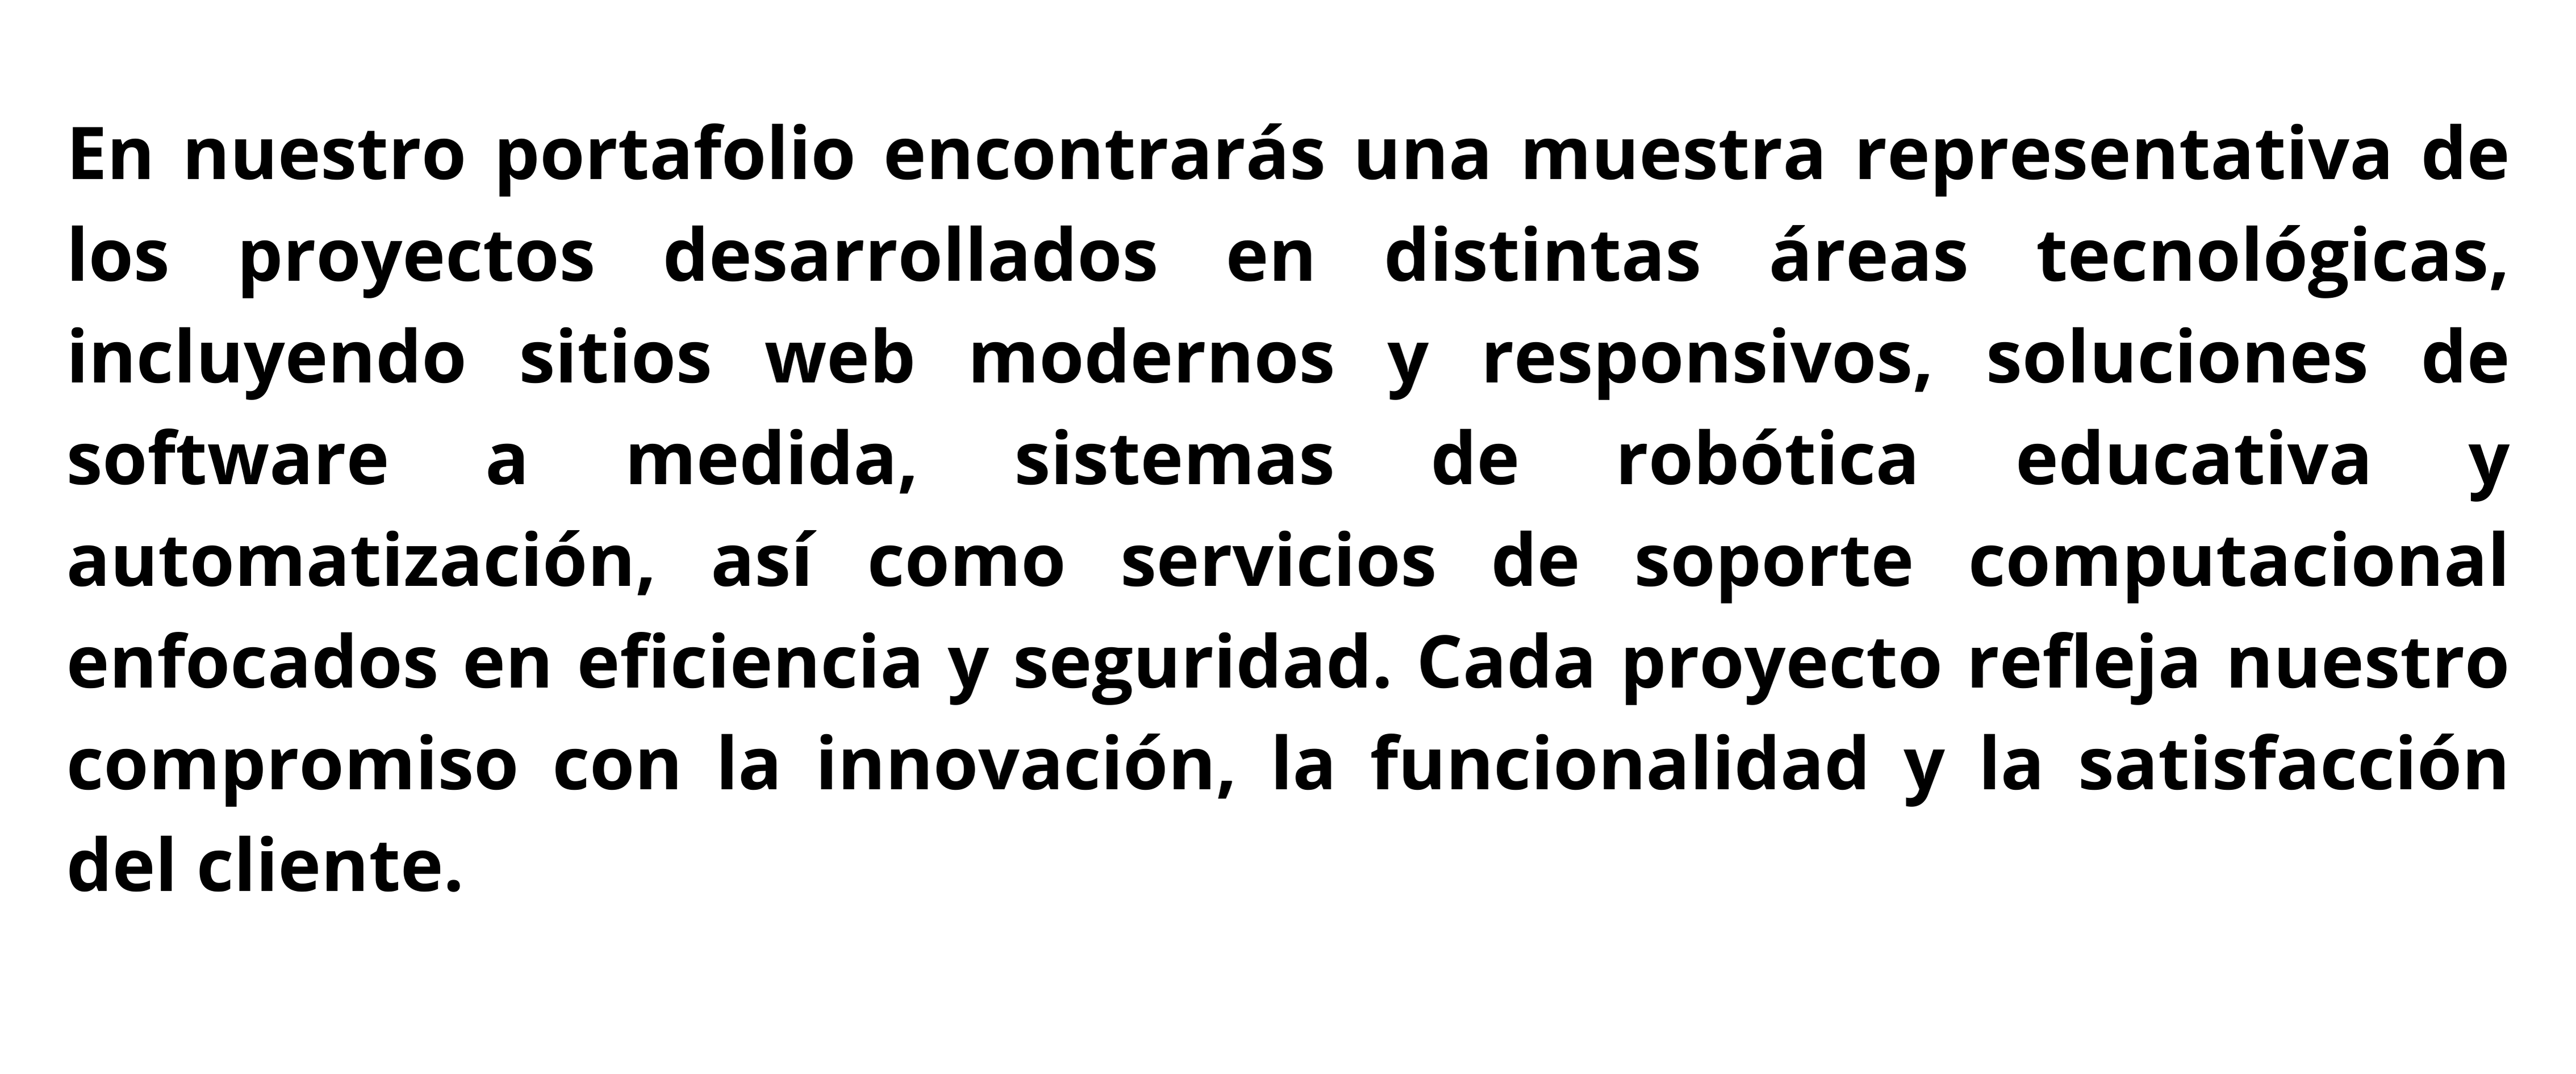 En nuestro portafolio encontrarás una muestra representativa de
los proyectos desarrollados en distintas áreas tecnológicas,
incluyendo sitios web modernos y responsivos, soluciones de
software a medida, sistemas de robótica educativa y
automatización, así como servicios de soporte computacional
enfocados en eficiencia y seguridad. Cada proyecto refleja nuestro
compromiso con la innovación, la funcionalidad y la satisfacción
del cliente.